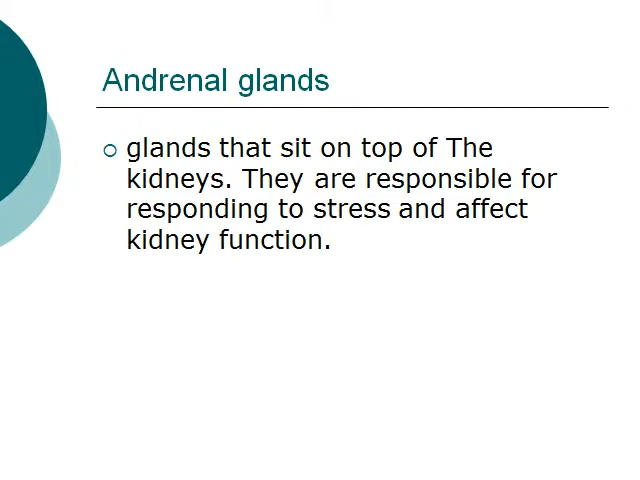 Andrenal glands
glands that sit on top of The
kidneys. They are responsible for
responding to stress and affect
kidney function.